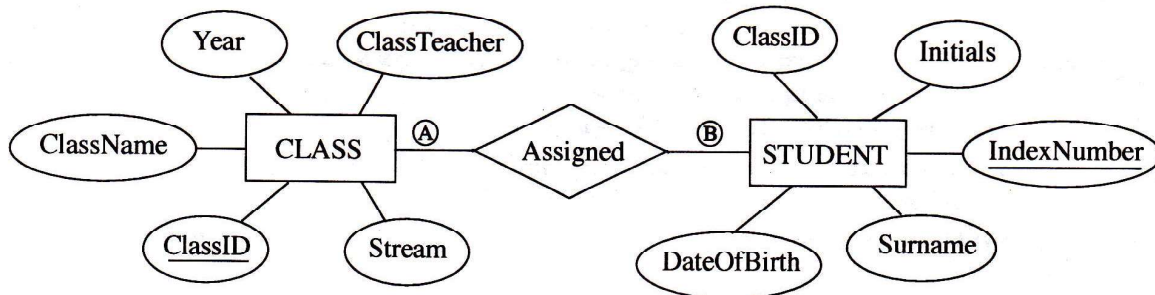 Year
ClassTeacher
ClassID
Initials
ClassName
CLASS
A
Assigned
B
STUDENT
IndexNumber
ClassID
Stream
DateOfBirth
Surname